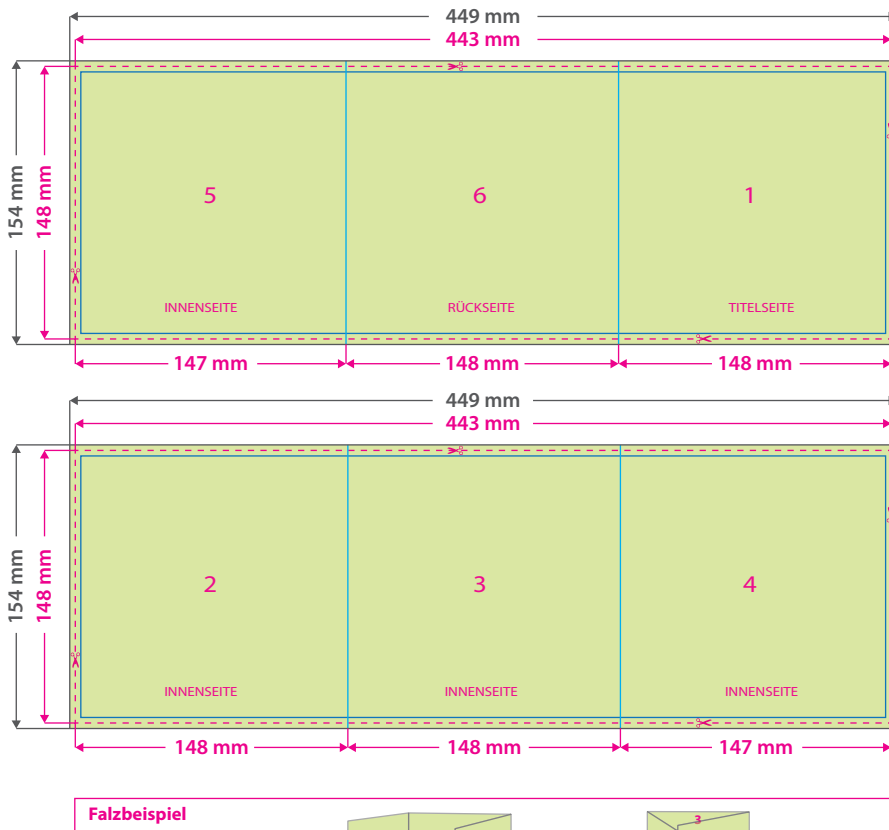 449 mm
443 mm
154 mm
148 mm
5
6
1
INNENSEITE
RÜCKSEITE
TITELSEITE
147 mm
148 mm
148 mm
449 mm
443 mm
154 mm
148 mm
2
3
4
INNENSEITE
INNENSEITE
INNENSEITE
148 mm
148 mm
147 mm
Falzbeispiel
3